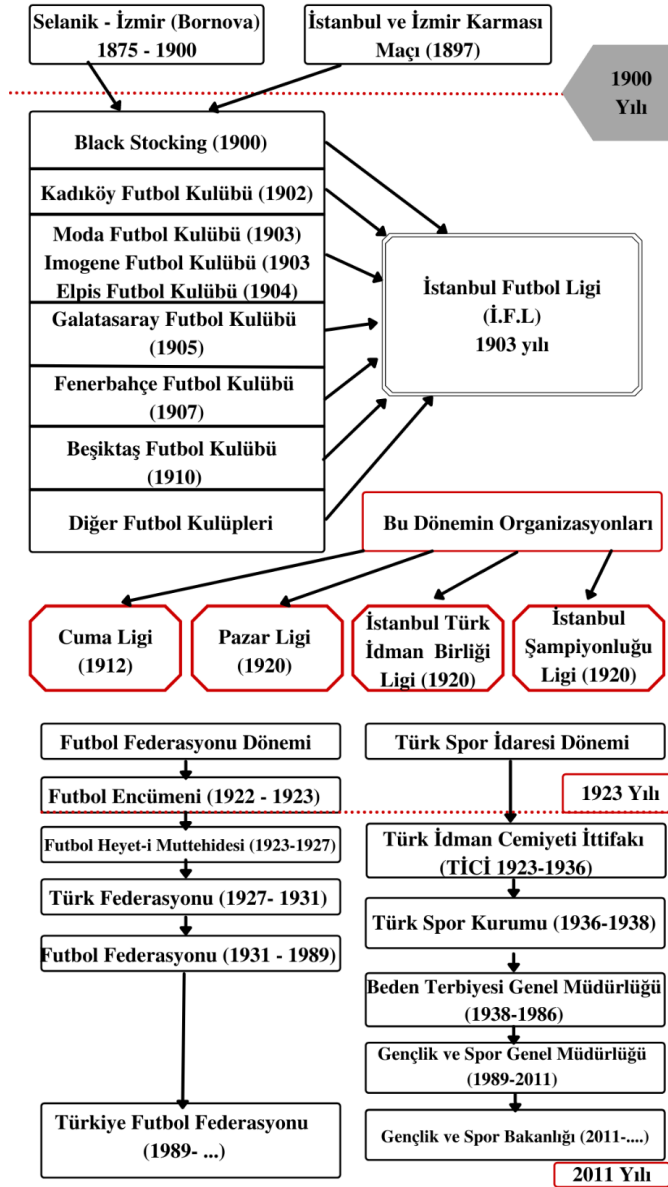 Selanik - İzmir (Bornova)
1875 - 1900
İstanbul ve İzmir Karması
Maçı (1897)
1900
Yılı
Black Stocking (1900)
Kadıköy Futbol Kulübü (1902)
Moda Futbol Kulübü (1903)
Imogene Futbol Kulübü (1903
Elpis Futbol Kulübü (1904)
Galatasaray Futbol Kulübü
(1905)
Fenerbahçe Futbol Kulübü
(1907)
Beşiktaş Futbol Kulübü
(1910)
Diğer Futbol Kulüpleri
İstanbul Futbol Ligi
(İ.F.L)
1903 yılı
Bu Dönemin Organizasyonları
Cuma Ligi
(1912)
Pazar Ligi
(1920)
İstanbul Türk
İdman Birliği
Ligi (1920)
İstanbul
Şampiyonluğu
Ligi (1920)
Futbol Federasyonu Dönemi
Futbol Encümeni (1922 - 1923)
Futbol Heyet-i Muttehidesi (1923-1927)
Türk Federasyonu (1927- 1931)
Futbol Federasyonu (1931 - 1989)
Türkiye Futbol Federasyonu
(1989- ...)
Türk Spor İdaresi Dönemi
1923 Yılı
Türk İdman Cemiyeti İttifakı
(TİCİ 1923-1936)
Türk Spor Kurumu (1936-1938)
Beden Terbiyesi Genel Müdürlüğü
(1938-1986)
Gençlik ve Spor Genel Müdürlüğü
(1989-2011)
Gençlik ve Spor Bakanlığı (2011-....)
2011 Yılı